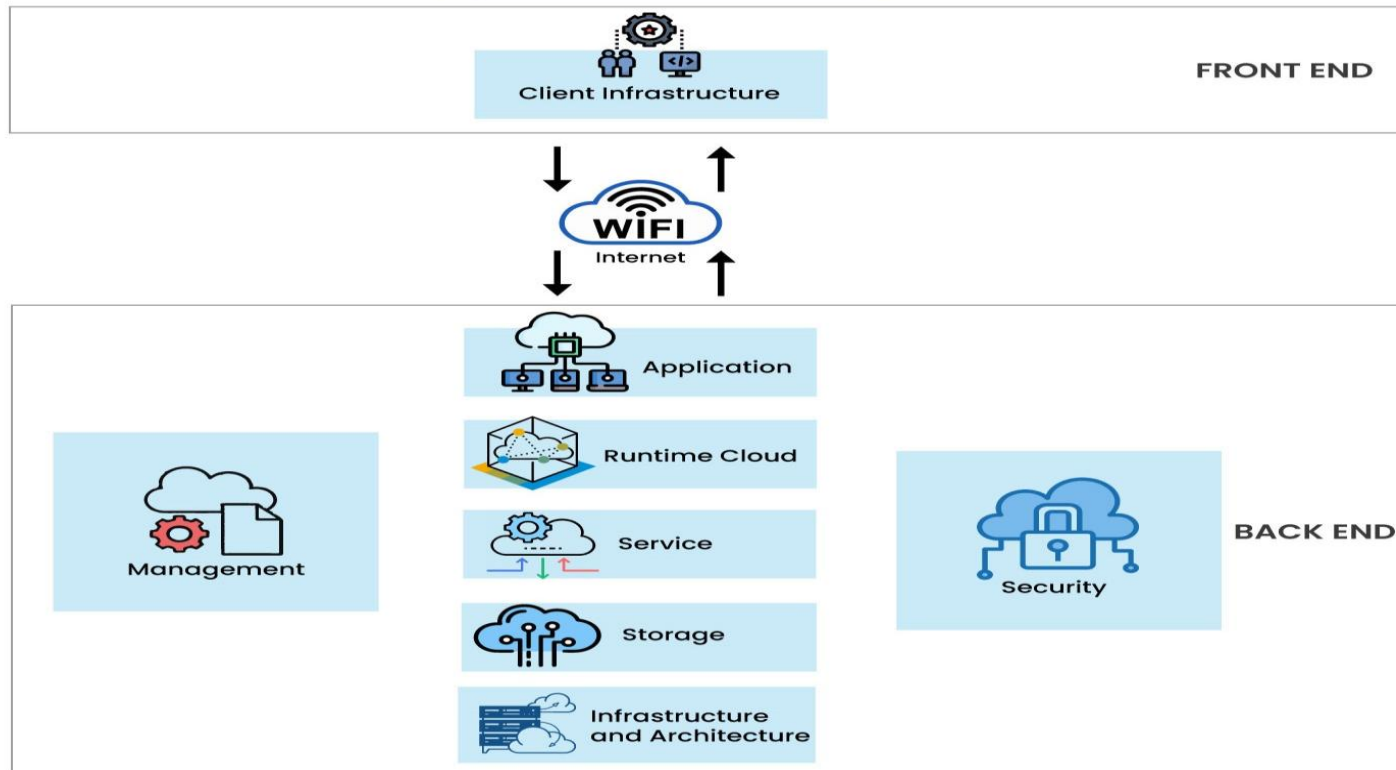 Client Infrastructure
FRONT END
WiFI
Internet
Application
Runtime Cloud
Management
Service
Security
BACK END
Storage
Infrastructure
and Architecture